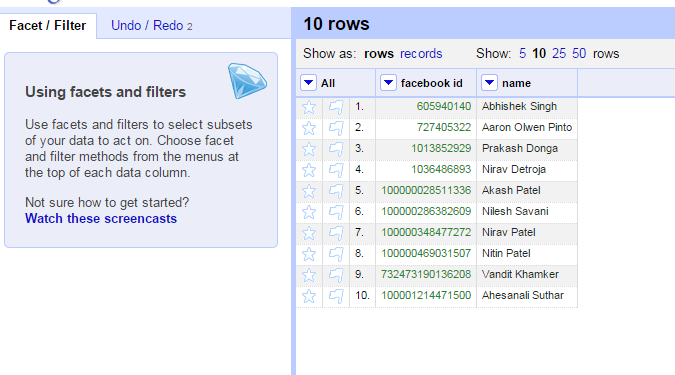 Facet / Filter Undo / Redo 2
Using facets and filters
Use facets and filters to select subsets
of your data to act on. Choose facet
and filter methods from the menus at
the top of each data column.
Not sure how to get started?
Watch these screencasts
10 rows
Show as: rows records Show: 5 10 25 50 rows
All facebook id name
1. 605940140 Abhishek Singh
2. 727405322 Aaron Olwen Pinto
3. 1013852929 Prakash Donga
4. 1036486893 Nirav Detroja
5. 100000028511336 Akash Patel
6. 100000286382609 Nilesh Savani
7. 100000348477272 Nirav Patel
8. 100000469031507 Nitin Patel
9. 732473190136208 Vandit Khamker
10. 100001214471500 Ahesanali Suthar